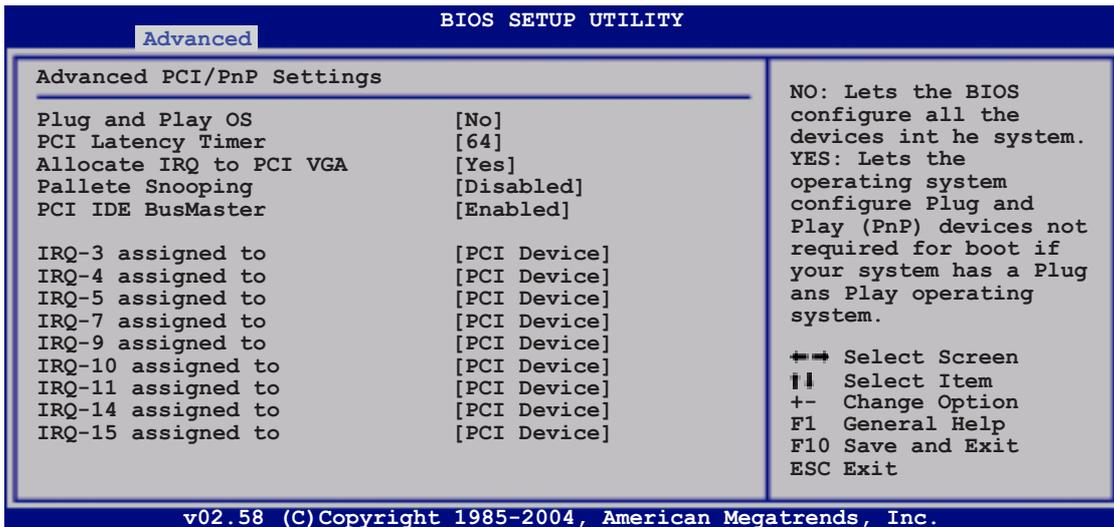 BIOS SETUP UTILITY
Advanced
Advanced PCI/PnP Settings
Plug and Play OS [No]
PCI Latency Timer [64]
Allocate IRQ to PCI VGA [Yes]
Pallete Snooping [Disabled]
PCI IDE BusMaster [Enabled]
IRQ-3 assigned to [PCI Device]
IRQ-4 assigned to [PCI Device]
IRQ-5 assigned to [PCI Device]
IRQ-7 assigned to [PCI Device]
IRQ-9 assigned to [PCI Device]
IRQ-10 assigned to [PCI Device]
IRQ-11 assigned to [PCI Device]
IRQ-14 assigned to [PCI Device]
IRQ-15 assigned to [PCI Device]
NO: Lets the BIOS
configure all the
devices int he system.
YES: Lets the
operating system
configure Plug and
Play (PnP) devices not
required for boot if
your system has a Plug
ans Play operating
system.
←→ Select Screen
↑↓ Select Item
+- Change Option
F1 General Help
F10 Save and Exit
ESC Exit
v02.58 (C)Copyright 1985-2004, American Megatrends, Inc.